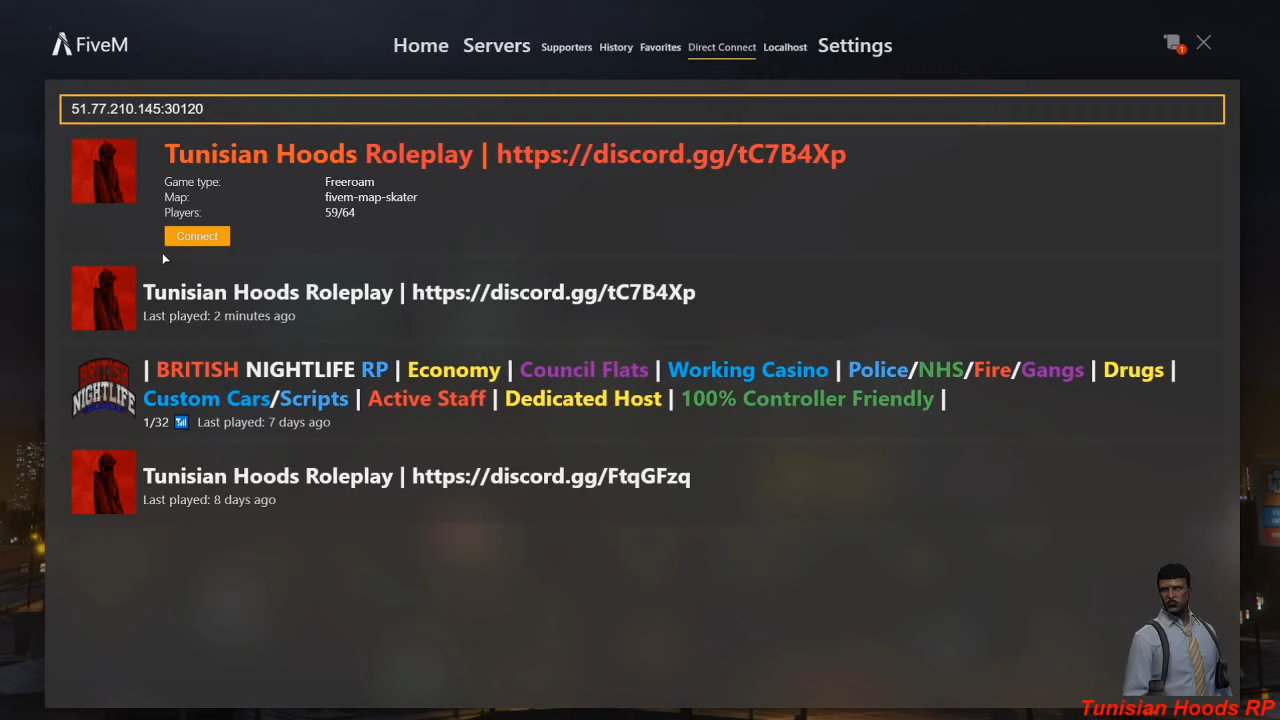 FiveM
Home Servers Supporters History Favorites Direct Connect Localhost Settings
1
51.77.210.145:30120
Tunisian Hoods Roleplay | https://discord.gg/tC7B4Xp
Game type: Freeroam
Map: fivem-map-skater
Players: 59/64
Connect
Tunisian Hoods Roleplay | https://discord.gg/tC7B4Xp
Last played: 2 minutes ago
BRITISH
NIGHTLIFE
| BRITISH NIGHTLIFE RP | Economy | Council Flats | Working Casino | Police/NHS/Fire/Gangs | Drugs |
Custom Cars/Scripts | Active Staff | Dedicated Host | 100% Controller Friendly |
1/32 Last played: 7 days ago
Tunisian Hoods Roleplay | https://discord.gg/FtqGFzq
Last played: 8 days ago
Tunisian Hoods RP